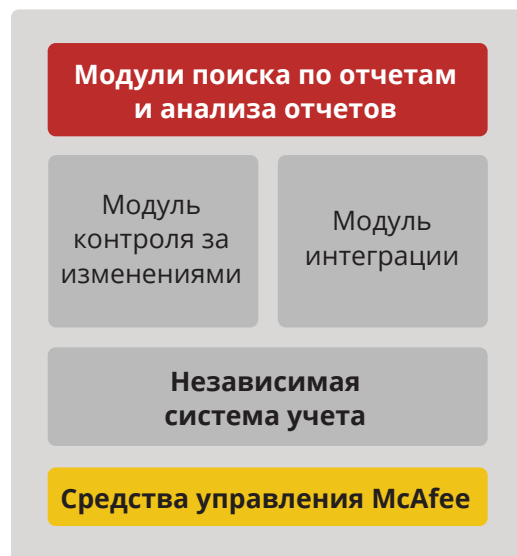 Модули поиска по отчетам
и анализа отчетов
Модуль
контроля за
изменениями
Модуль
интеграции
Независимая
система учета
Средства управления McAfee